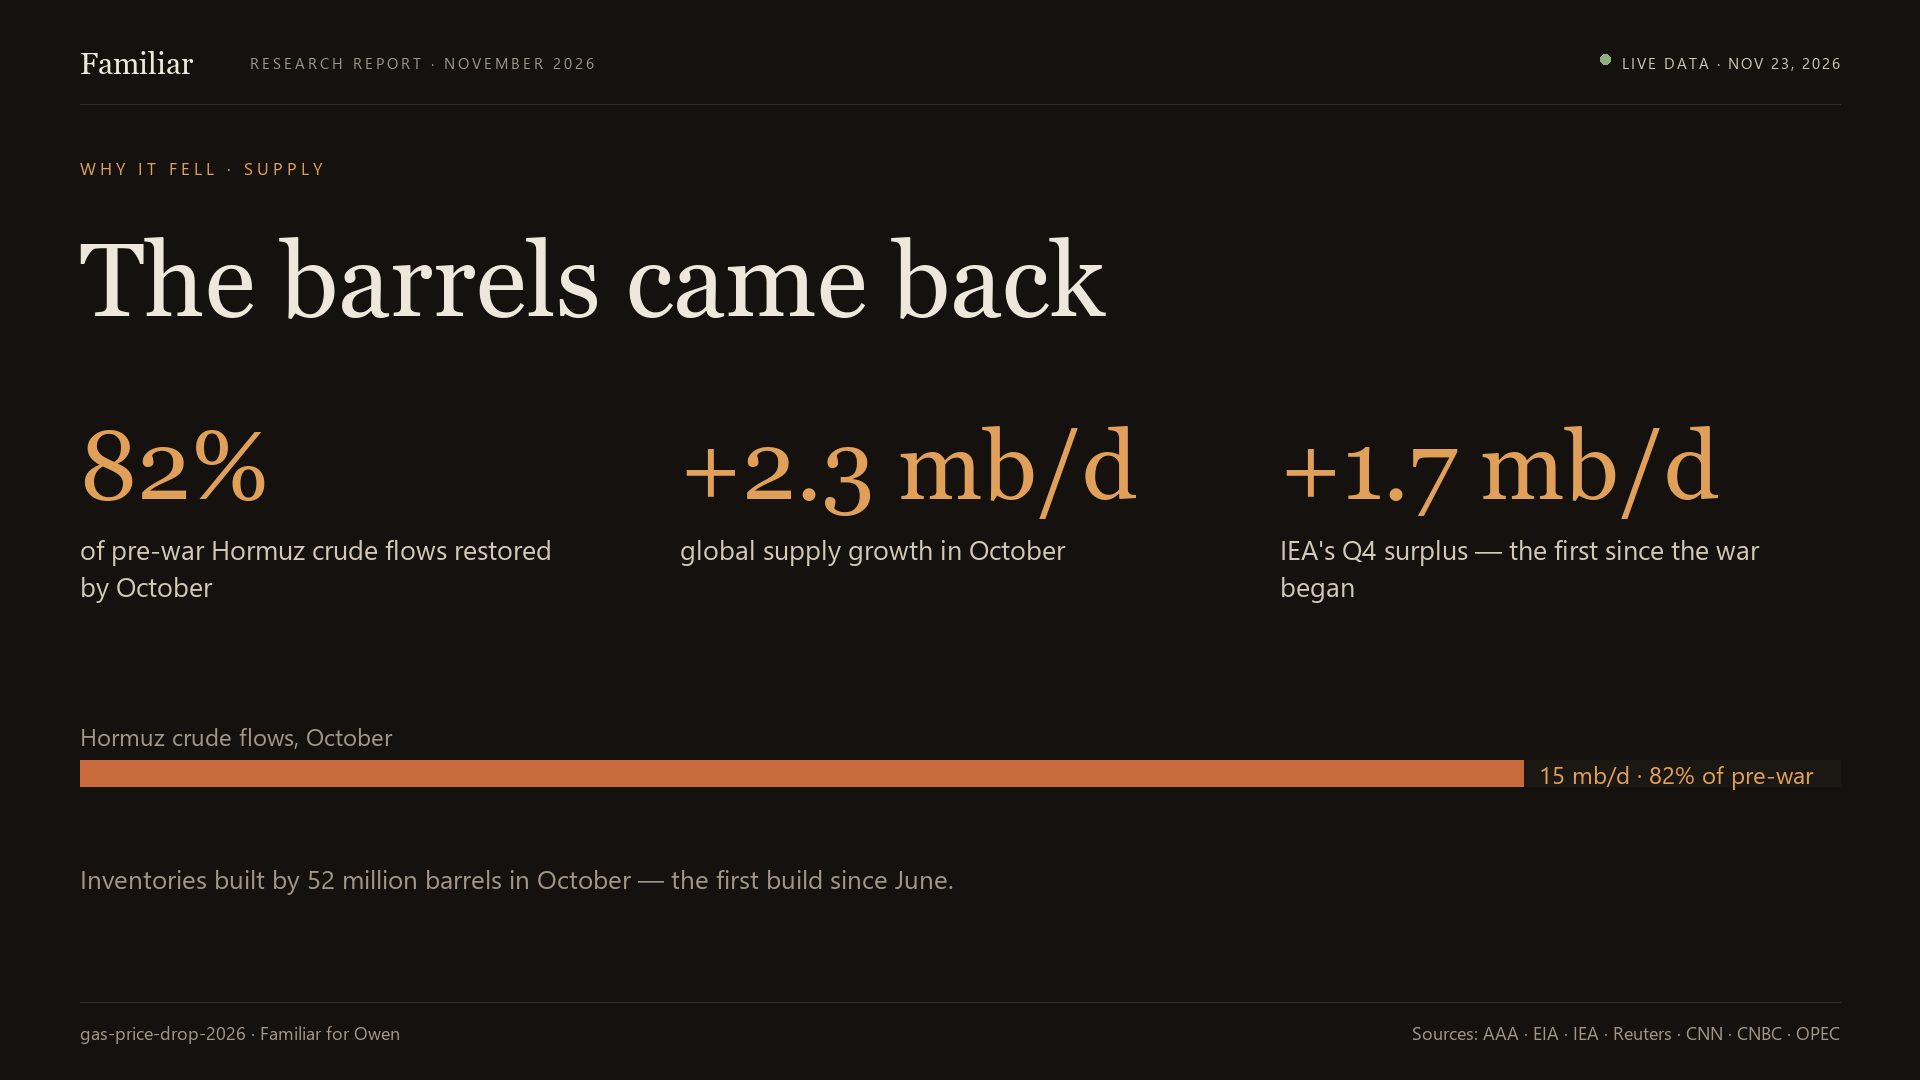 Familiar
RESEARCH REPORT · NOVEMBER 2026
LIVE DATA · NOV 23, 2026
WHY IT FELL · SUPPLY
The barrels came back
82%
of pre-war Hormuz crude flows restored
by October
+2.3 mb/d
global supply growth in October
+1.7 mb/d
IEA's Q4 surplus — the first since the war
began
Hormuz crude flows, October
15 mb/d · 82% of pre-war
Inventories built by 52 million barrels in October — the first build since June.
gas-price-drop-2026 · Familiar for Owen
Sources: AAA · EIA · IEA · Reuters · CNN · CNBC · OPEC